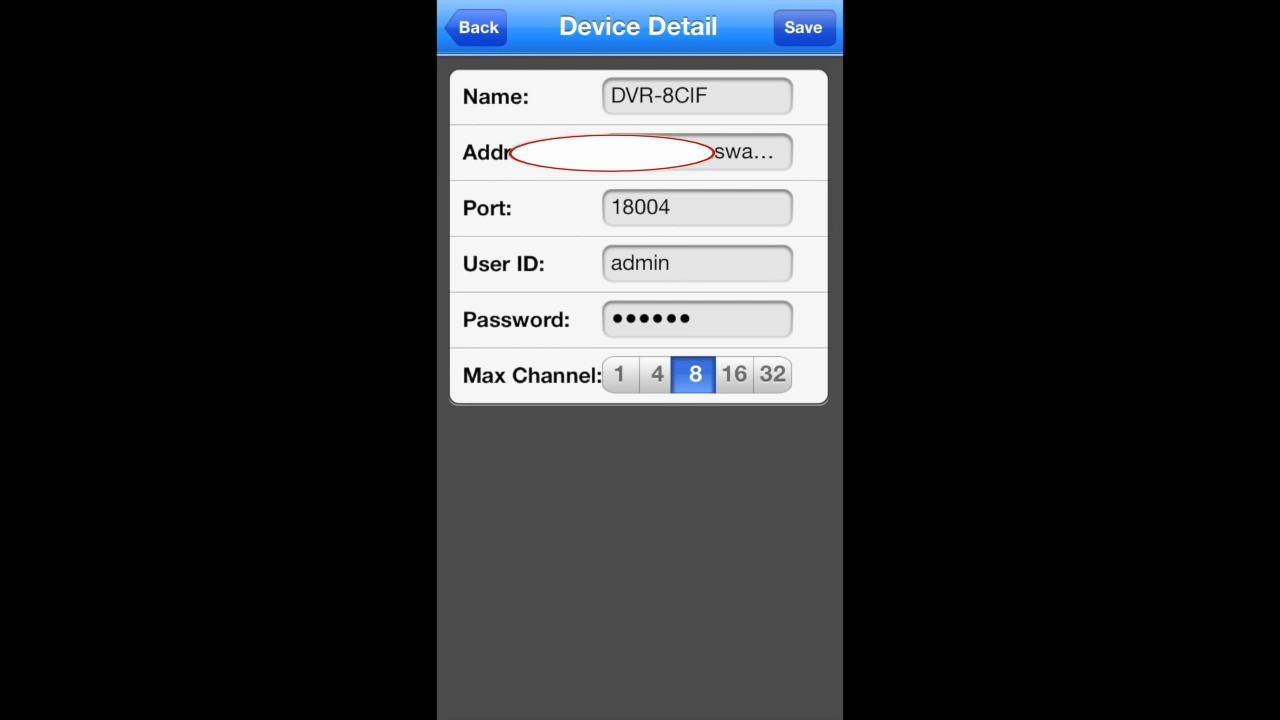 Back Device Detail Save
Name: DVR-8CIF
Addr swa...
Port: 18004
User ID: admin
Password: ••••••
Max Channel: 1 4 8 16 32